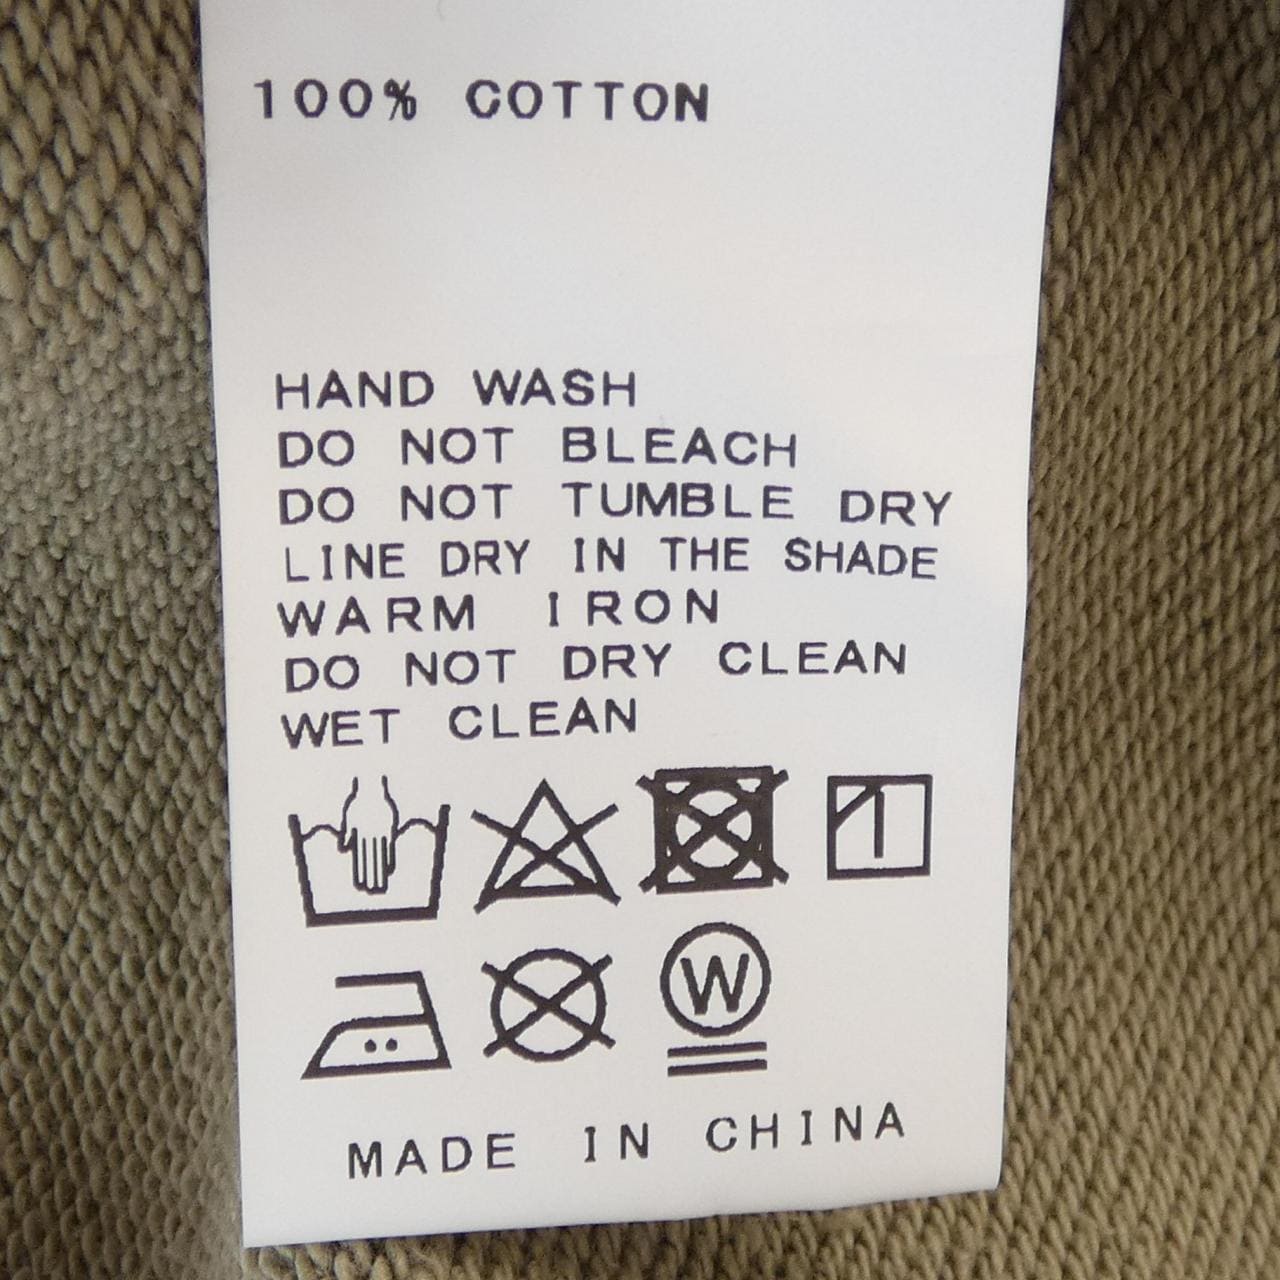 100% COTTON
HAND WASH
DO NOT BLEACH
DO NOT TUMBLE DRY
LINE DRY IN THE SHADE
WARM IRON
DO NOT DRY CLEAN
WET CLEAN
W
MADE IN CHINA